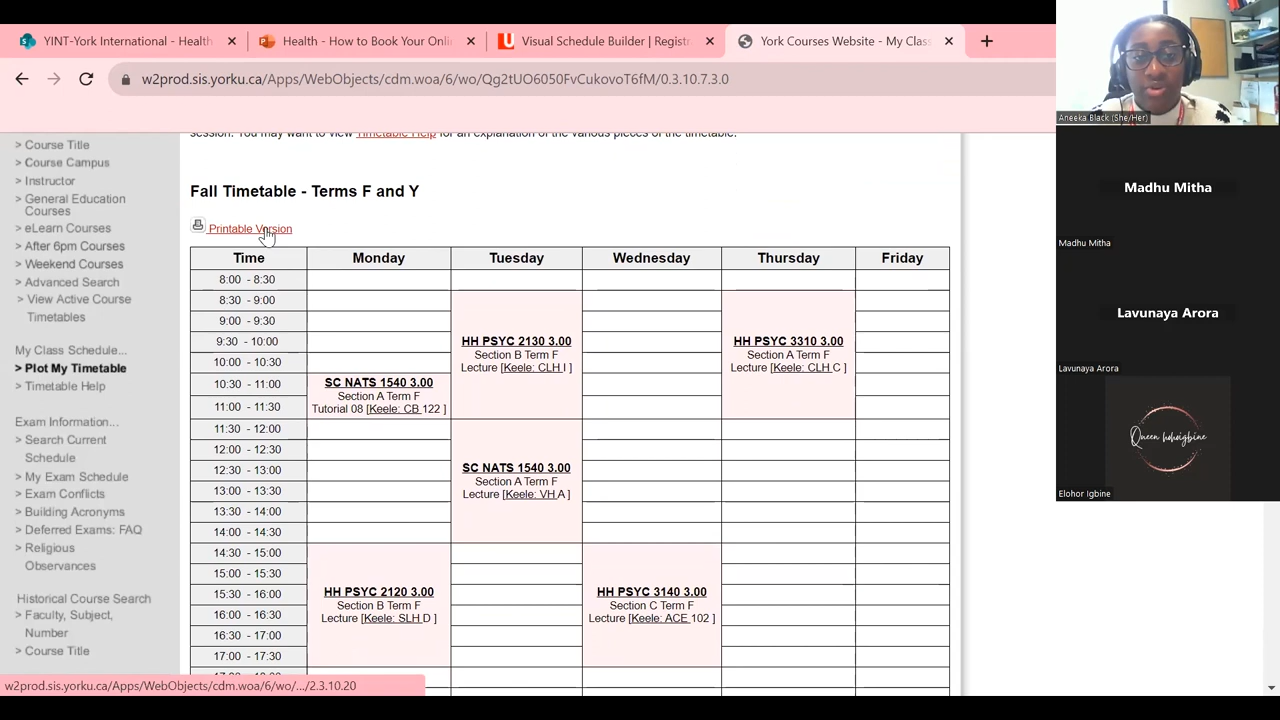 YINT-York International - Health
Health - How to Book Your Onli
Visual Schedule Builder | Registr
York Courses Website - My Clas
w2prod.sis.yorku.ca/Apps/WebObjects/cdm.woa/6/wo/Qg2tUO6050FvCukovoT6fM/0.3.10.7.3.0
session. You may want to view Timetable Help for an explanation of the various pieces of the timetable.
> Course Title
> Course Campus
> Instructor
> General Education
Courses
> eLearn Courses
> After 6pm Courses
> Weekend Courses
> Advanced Search
> View Active Course
Timetables
My Class Schedule...
> Plot My Timetable
> Timetable Help
Exam Information...
> Search Current
Schedule
> My Exam Schedule
> Exam Conflicts
> Building Acronyms
> Deferred Exams: FAQ
> Religious
Observances
Historical Course Search
> Faculty, Subject,
Number
> Course Title
Fall Timetable - Terms F and Y
Printable Version
Time Monday Tuesday Wednesday Thursday Friday
8:00 - 8:30
8:30 - 9:00
9:00 - 9:30
9:30 - 10:00
10:00 - 10:30
10:30 - 11:00
11:00 - 11:30
11:30 - 12:00
12:00 - 12:30
12:30 - 13:00
13:00 - 13:30
13:30 - 14:00
14:00 - 14:30
14:30 - 15:00
15:00 - 15:30
15:30 - 16:00
16:00 - 16:30
16:30 - 17:00
17:00 - 17:30
SC NATS 1540 3.00
Section A Term F
Tutorial 08 [Keele: CB 122 ]
HH PSYC 2120 3.00
Section B Term F
Lecture [Keele: SLH D ]
HH PSYC 2130 3.00
Section B Term F
Lecture [Keele: CLH I ]
SC NATS 1540 3.00
Section A Term F
Lecture [Keele: VH A ]
HH PSYC 3140 3.00
Section C Term F
Lecture [Keele: ACE 102 ]
HH PSYC 3310 3.00
Section A Term F
Lecture [Keele: CLH C ]
w2prod.sis.yorku.ca/Apps/WebObjects/cdm.woa/6/wo/.../2.3.10.20
Aneeka Black (She/Her)
Madhu Mitha
Madhu Mitha
Lavunaya Arora
Lavunaya Arora
Elohor Igbine